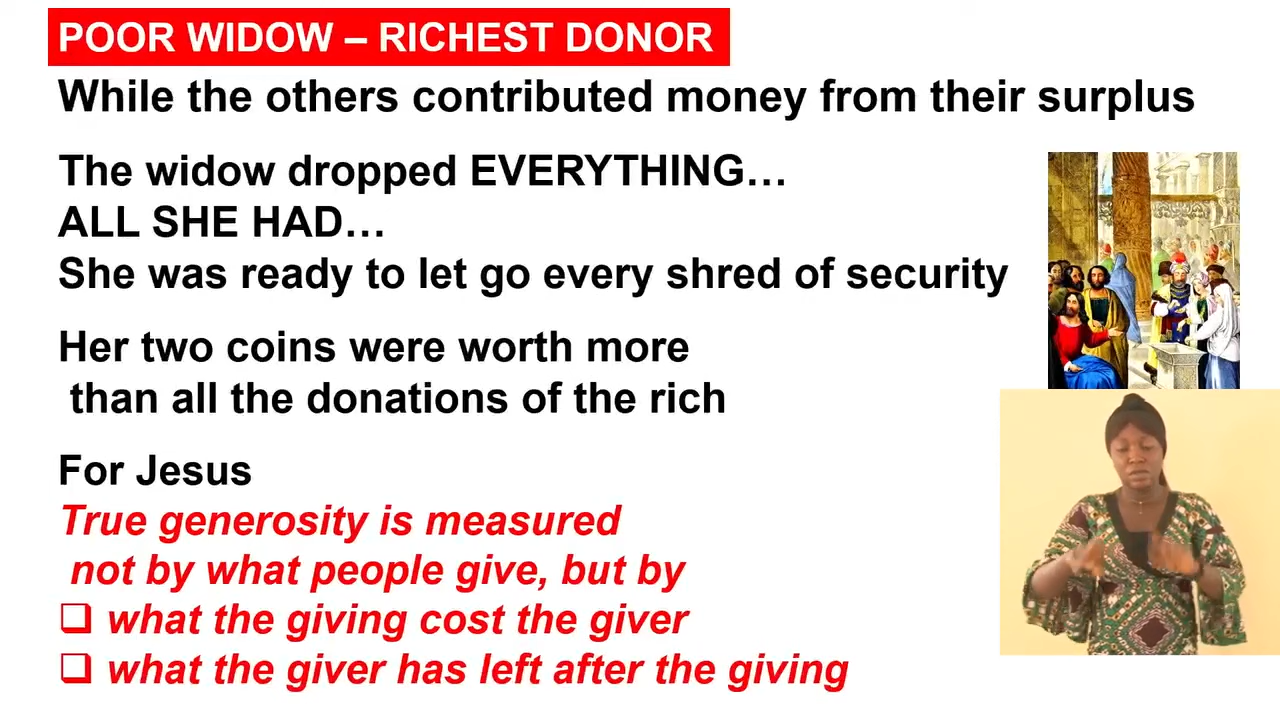 POOR WIDOW – RICHEST DONOR
While the others contributed money from their surplus
The widow dropped EVERYTHING…
ALL SHE HAD…
She was ready to let go every shred of security
Her two coins were worth more
than all the donations of the rich
For Jesus
True generosity is measured
not by what people give, but by
❑ what the giving cost the giver
❑ what the giver has left after the giving